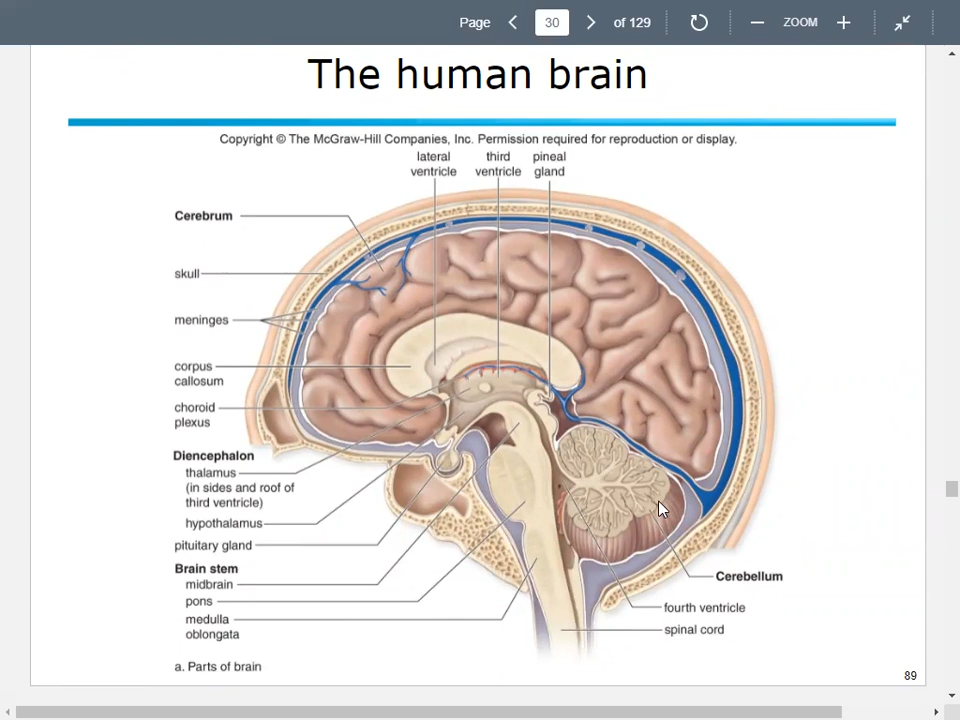 Page 30 of 129 ZOOM
The human brain
Copyright © The McGraw-Hill Companies, Inc. Permission required for reproduction or display.
lateral
ventricle
third
ventricle
pineal
gland
Cerebrum
skull
meninges
corpus
callosum
choroid
plexus
Diencephalon
thalamus
(in sides and roof of
third ventricle)
hypothalamus
pituitary gland
Brain stem
midbrain
pons
medulla
oblongata
Cerebellum
fourth ventricle
spinal cord
a. Parts of brain
89